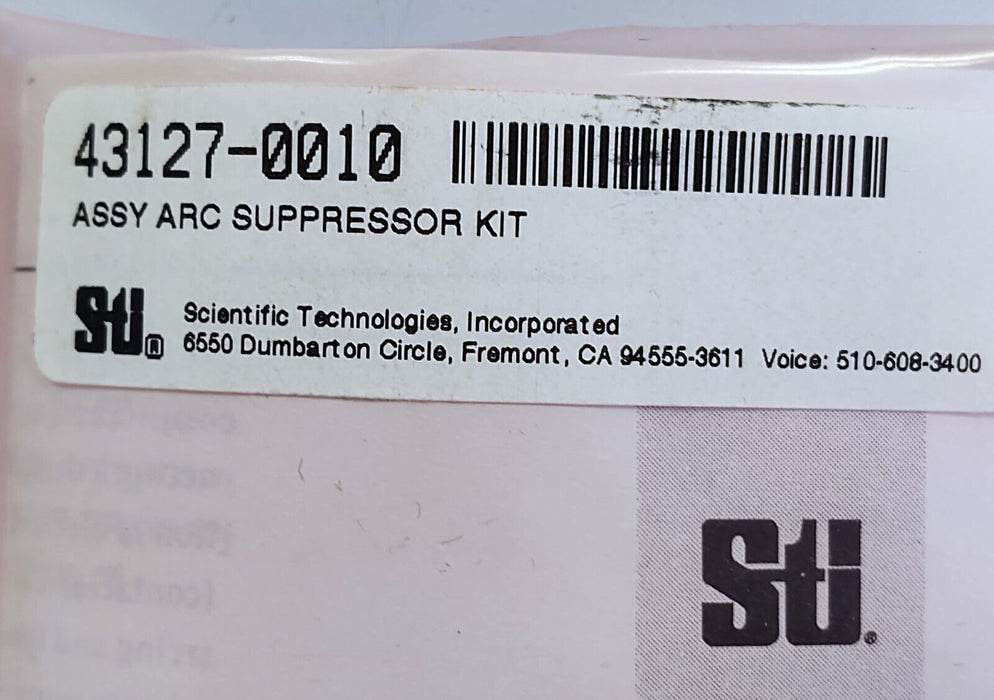 43127-0010
ASSY ARC SUPPRESSOR KIT
Sti® Scientific Technologies, Incorporated
6550 Dumbarton Circle, Fremont, CA 94555-3611 Voice: 510-608-3400
Sti®